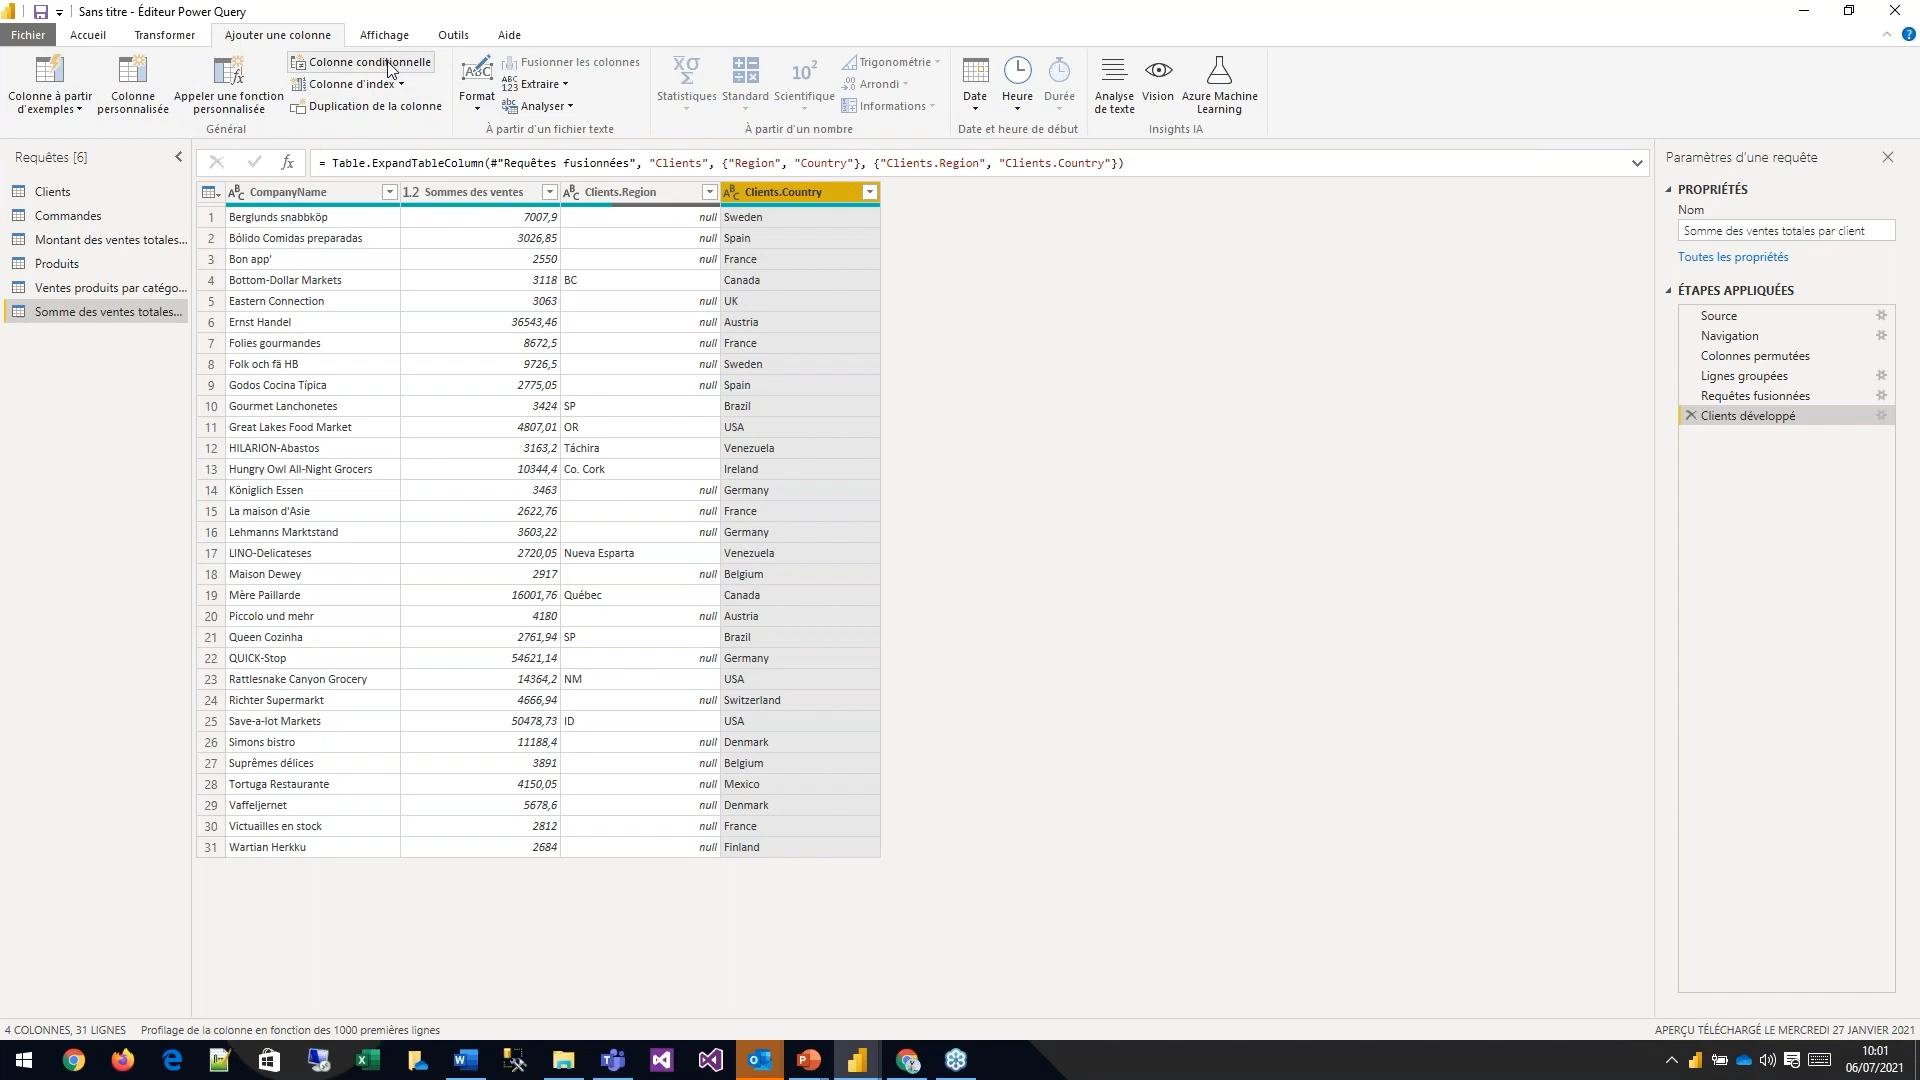 Sans titre - Éditeur Power Query
Fichier Accueil Transformer Ajouter une colonne Affichage Outils Aide
Colonne à partir
d'exemples
Colonne
personnalisée
Appeler une fonction
personnalisée
Colonne conditionnelle
Colonne d'index
Duplication de la colonne
Général
Format
Fusionner les colonnes
Extraire
Analyser
À partir d'un fichier texte
Statistiques
Standard
Scientifique
Trigonométrie
Arrondi
Informations
À partir d'un nombre
Date
Heure
Durée
Date et heure de début
Analyse
de texte
Vision
Azure Machine
Learning
Insights IA
Requêtes [6]
Clients
Commandes
Montant des ventes totales...
Produits
Ventes produits par catégo...
Somme des ventes totales...
= Table.ExpandTableColumn(#"Requêtes fusionnées", "Clients", {"Region", "Country"}, {"Clients.Region", "Clients.Country"})
CompanyName 1.2 Sommes des ventes Clients.Region Clients.Country
1 Berglunds snabbköp 7007,9 null Sweden
2 Bólido Comidas preparadas 3026,85 null Spain
3 Bon app' 2550 null France
4 Bottom-Dollar Markets 3118 BC Canada
5 Eastern Connection 3063 null UK
6 Ernst Handel 36543,46 null Austria
7 Folies gourmandes 8672,5 null France
8 Folk och fä HB 9726,5 null Sweden
9 Godos Cocina Típica 2775,05 null Spain
10 Gourmet Lanchonetes 3424 SP Brazil
11 Great Lakes Food Market 4807,01 OR USA
12 HILARION-Abastos 3163,2 Táchira Venezuela
13 Hungry Owl All-Night Grocers 10344,4 Co. Cork Ireland
14 Königlich Essen 3463 null Germany
15 La maison d'Asie 2622,76 null France
16 Lehmanns Marktstand 3603,22 null Germany
17 LINO-Delicateses 2720,05 Nueva Esparta Venezuela
18 Maison Dewey 2917 null Belgium
19 Mère Paillarde 16001,76 Québec Canada
20 Piccolo und mehr 4180 null Austria
21 Queen Cozinha 2761,94 SP Brazil
22 QUICK-Stop 54621,14 null Germany
23 Rattlesnake Canyon Grocery 14364,2 NM USA
24 Richter Supermarkt 4666,94 null Switzerland
25 Save-a-lot Markets 50478,73 ID USA
26 Simons bistro 11188,4 null Denmark
27 Suprêmes délices 3891 null Belgium
28 Tortuga Restaurante 4150,05 null Mexico
29 Vaffeljernet 5678,6 null Denmark
30 Victuailles en stock 2812 null France
31 Wartian Herkku 2684 null Finland
Paramètres d'une requête
PROPRIÉTÉS
Nom
Somme des ventes totales par client
Toutes les propriétés
ÉTAPES APPLIQUÉES
Source
Navigation
Colonnes permutées
Lignes groupées
Requêtes fusionnées
Clients développé
4 COLONNES, 31 LIGNES Profilage de la colonne en fonction des 1000 premières lignes
APERÇU TÉLÉCHARGÉ LE MERCREDI 27 JANVIER 2021
10:01
06/07/2021